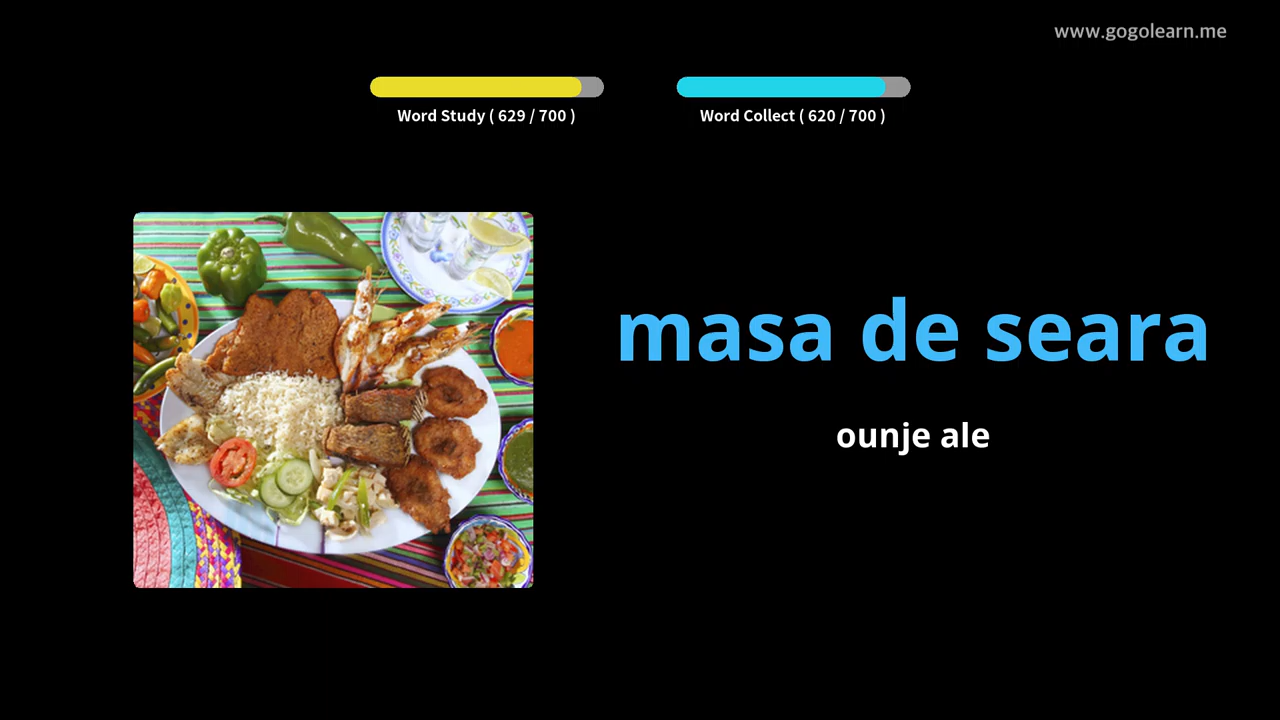 www.gogolearn.me
Word Study ( 629 / 700 )
Word Collect ( 620 / 700 )
masa de seara
ounje ale